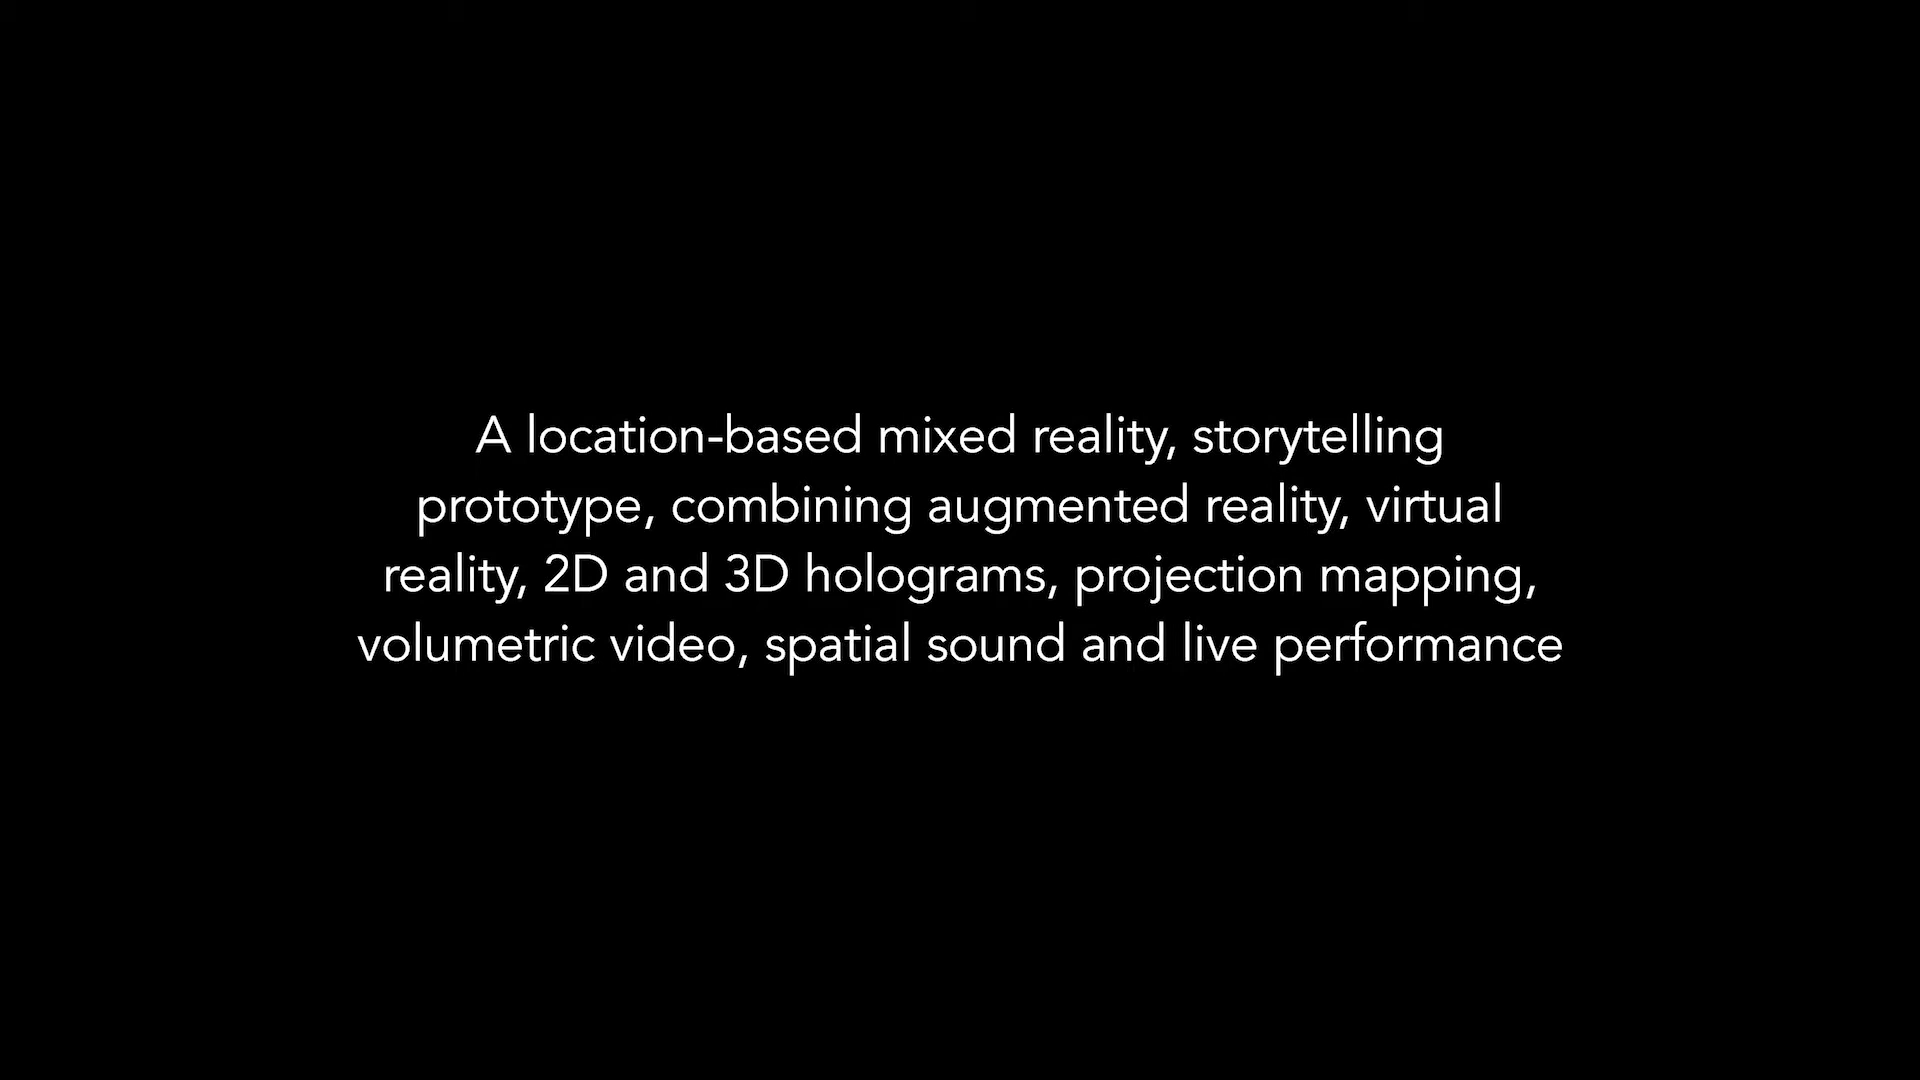 A location-based mixed reality, storytelling
prototype, combining augmented reality, virtual
reality, 2D and 3D holograms, projection mapping,
volumetric video, spatial sound and live performance